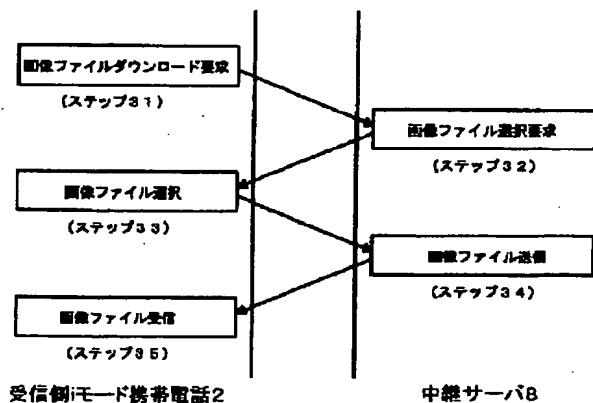 画像ファイルダウンロード要求
(ステップ31)
画像ファイル選択要求
(ステップ32)
画像ファイル選択
(ステップ33)
画像ファイル送信
(ステップ34)
画像ファイル受信
(ステップ35)
受信側iモード携帯電話2
中継サーバ8